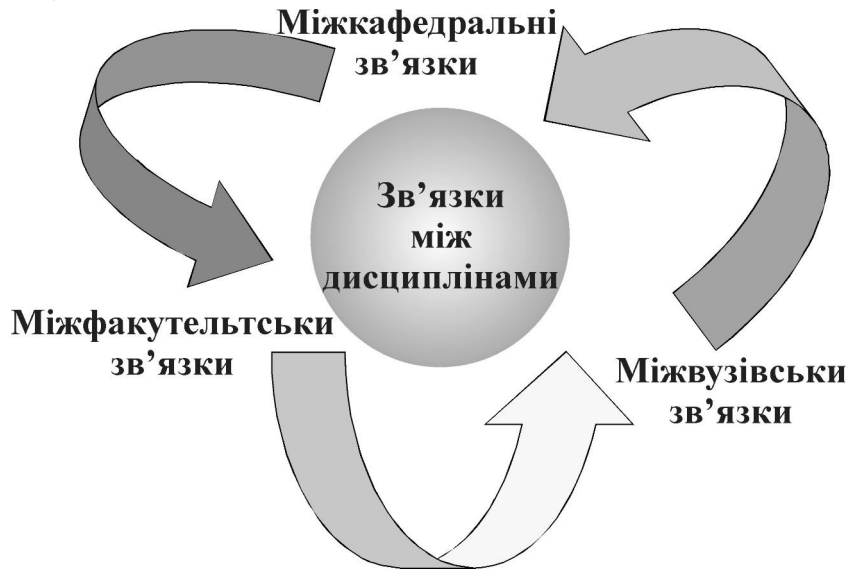 Міжкафедральні
зв’язки
Зв’язки
між
дисциплінами
Міжфакутельтськи
зв’язки
Міжвузівськи
зв’язки